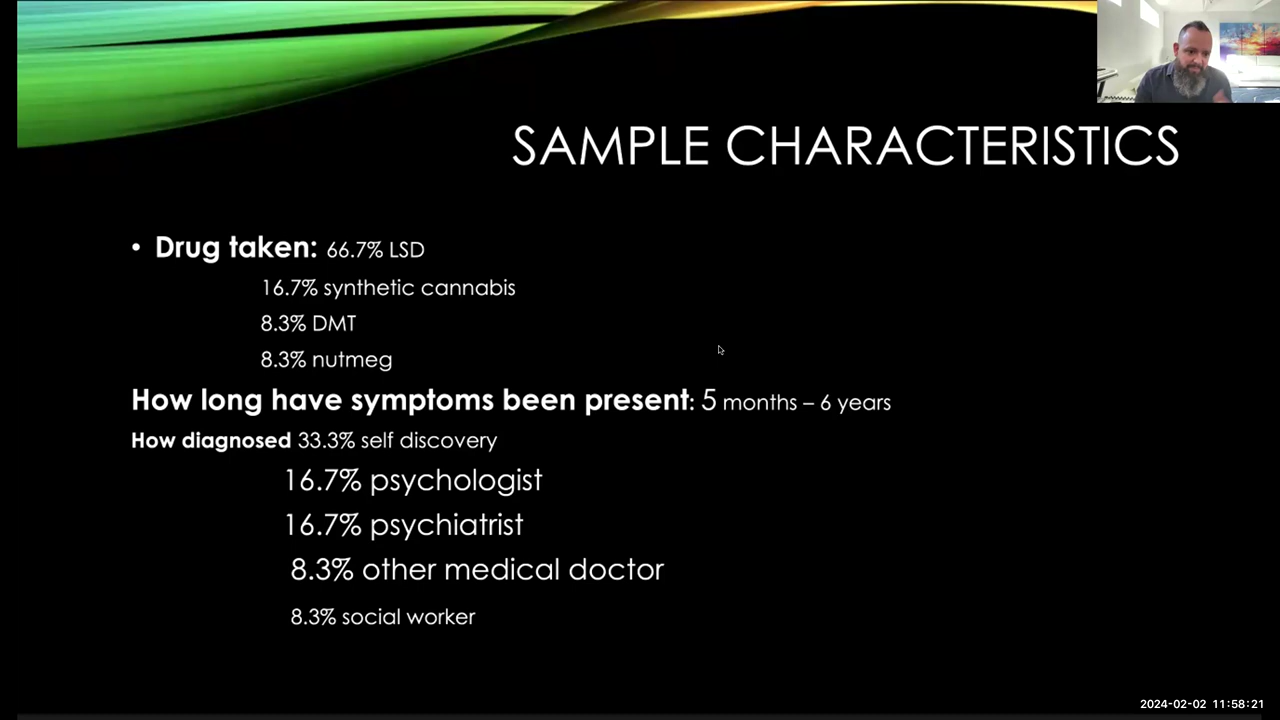 SAMPLE CHARACTERISTICS
• Drug taken: 66.7% LSD
16.7% synthetic cannabis
8.3% DMT
8.3% nutmeg
How long have symptoms been present: 5 months – 6 years
How diagnosed 33.3% self discovery
16.7% psychologist
16.7% psychiatrist
8.3% other medical doctor
8.3% social worker
2024-02-02 11:58:21